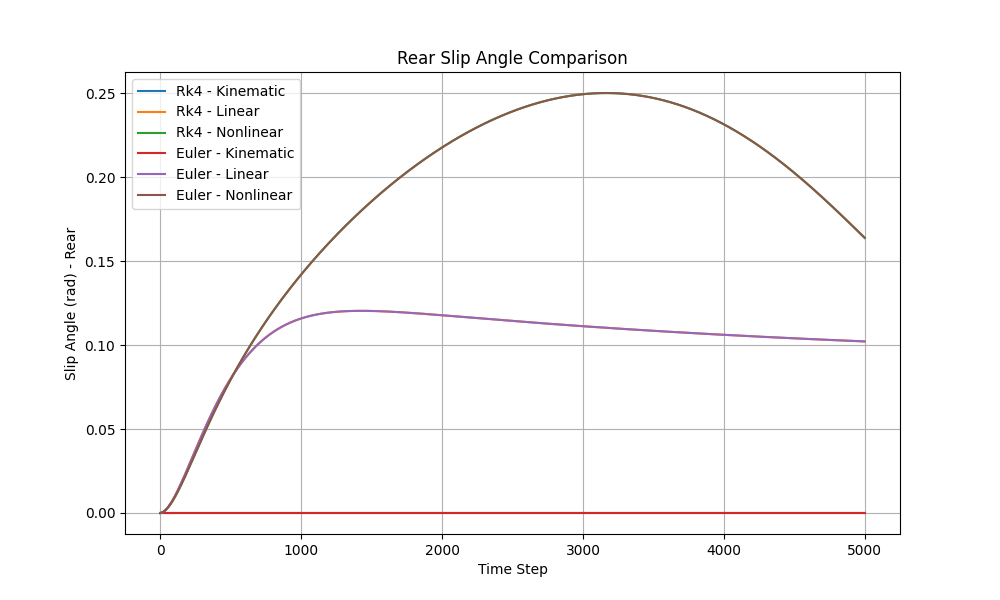 Rear Slip Angle Comparison
Rk4 - Kinematic
Rk4 - Linear
Rk4 - Nonlinear
Euler - Kinematic
Euler - Linear
Euler - Nonlinear
Slip Angle (rad) - Rear
0.25
0.20
0.15
0.10
0.05
0.00
0 1000 2000 3000 4000 5000
Time Step